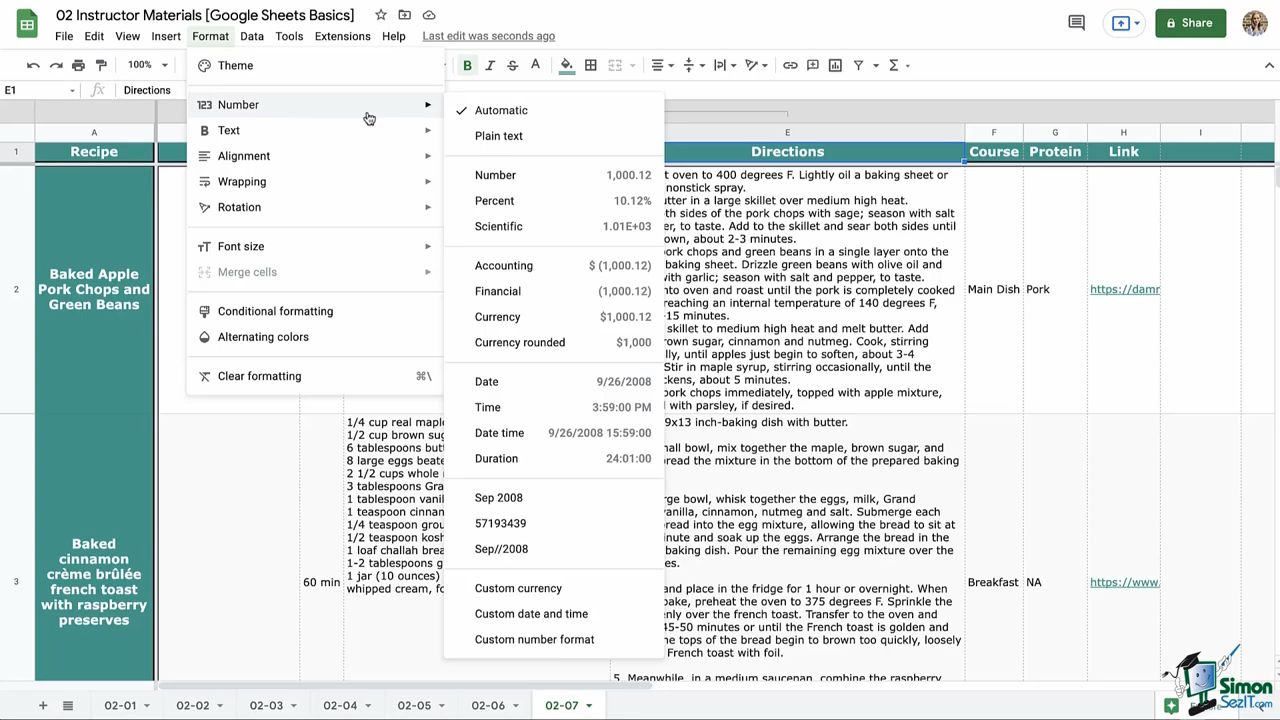 02 Instructor Materials [Google Sheets Basics]
File Edit View Insert Format Data Tools Extensions Help Last edit was seconds ago
Share
100%
B I S A
E1 fx Directions
Theme
123 Number
B Text
Alignment
Wrapping
Rotation
Font size
Merge cells
Conditional formatting
Alternating colors
Clear formatting ⌘\
Automatic
Plain text
Number 1,000.12
Percent 10.12%
Scientific 1.01E+03
Accounting $ (1,000.12)
Financial (1,000.12)
Currency $1,000.12
Currency rounded $1,000
Date 9/26/2008
Time 3:59:00 PM
Date time 9/26/2008 15:59:00
Duration 24:01:00
Sep 2008
57193439
Sep//2008
Custom currency
Custom date and time
Custom number format
A E F G H I
1 Recipe Directions Course Protein Link
2
Baked Apple
Pork Chops and
Green Beans
t oven to 400 degrees F. Lightly oil a baking sheet or
nonstick spray.
utter in a large skillet over medium high heat.
oth sides of the pork chops with sage; season with salt
er, to taste. Add to the skillet and sear both sides until
own, about 2-3 minutes.
ork chops and green beans in a single layer onto the
baking sheet. Drizzle green beans with olive oil and
with garlic; season with salt and pepper, to taste.
nto oven and roast until the pork is completely cooked
reaching an internal temperature of 140 degrees F,
-15 minutes.
skillet to medium high heat and melt butter. Add
rown sugar, cinnamon and nutmeg. Cook, stirring
lly, until apples just begin to soften, about 3-4
Stir in maple syrup, stirring occasionally, until the
ckens, about 5 minutes.
ork chops immediately, topped with apple mixture,
with parsley, if desired.
Main Dish Pork https://damn
3
Baked
cinnamon
crème brûlée
french toast
with raspberry
preserves
60 min
1/4 cup real maple
1/2 cup brown sug
6 tablespoons butt
8 large eggs beate
2 1/2 cups whole
3 tablespoons Gra
1 tablespoon vanil
1 teaspoon cinnan
1/4 teaspoon grou
1/2 teaspoon kosh
1 loaf challah brea
1-2 tablespoons g
1 jar (10 ounces)
whipped cream, fo
9x13 inch-baking dish with butter.
nall bowl, mix together the maple, brown sugar, and
pread the mixture in the bottom of the prepared baking
rge bowl, whisk together the eggs, milk, Grand
vanilla, cinnamon, nutmeg and salt. Submerge each
bread into the egg mixture, allowing the bread to sit at
inute and soak up the eggs. Arrange the bread in the
baking dish. Pour the remaining egg mixture over the
es.
and place in the fridge for 1 hour or overnight. When
bake, preheat the oven to 375 degrees F. Sprinkle the
enly over the french toast. Transfer to the oven and
45-50 minutes or until the French toast is golden and
he tops of the bread begin to brown too quickly, loosely
French toast with foil.
5. Meanwhile, in a medium saucepan, combine the raspberry
Breakfast NA https://www.
02-01 02-02 02-03 02-04 02-05 02-06 02-07
Simon
SezIT.com